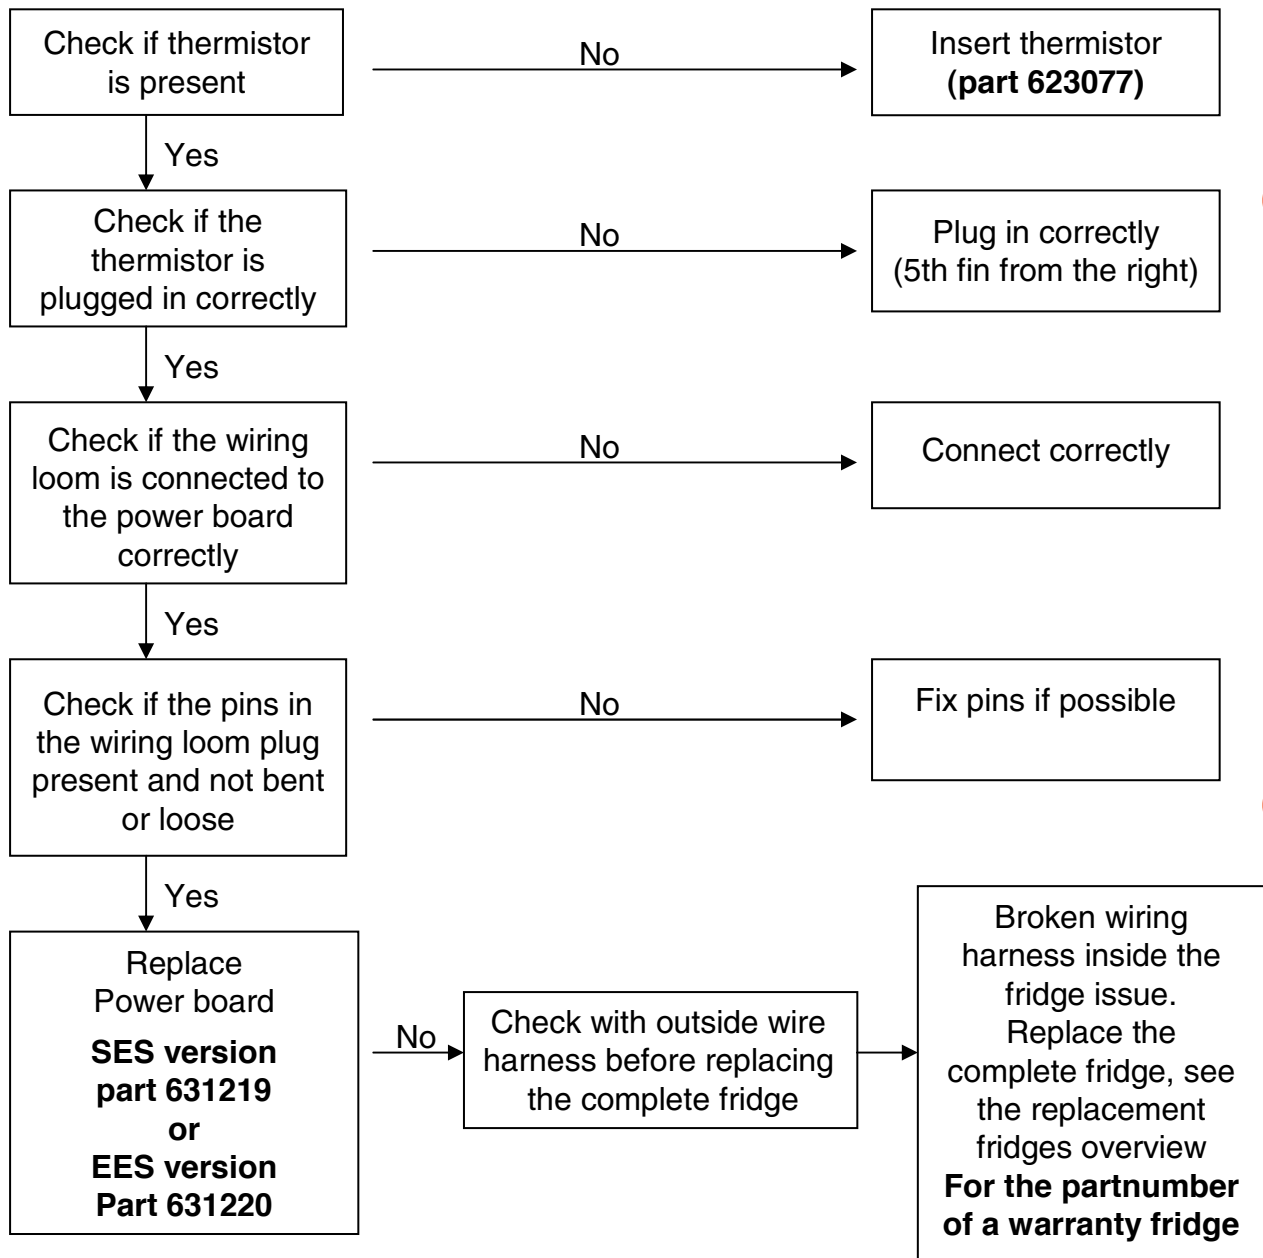 Check if thermistor
is present
No
Insert thermistor
(part 623077)
Yes
Check if the
thermistor is
plugged in correctly
No
Plug in correctly
(5th fin from the right)
Yes
Check if the wiring
loom is connected to
the power board
correctly
No
Connect correctly
Yes
Check if the pins in
the wiring loom plug
present and not bent
or loose
No
Fix pins if possible
Yes
Replace
Power board
SES version
part 631219
or
EES version
Part 631220
No
Check with outside wire
harness before replacing
the complete fridge
Broken wiring
harness inside the
fridge issue.
Replace the
complete fridge, see
the replacement
fridges overview
For the partnumber
of a warranty fridge